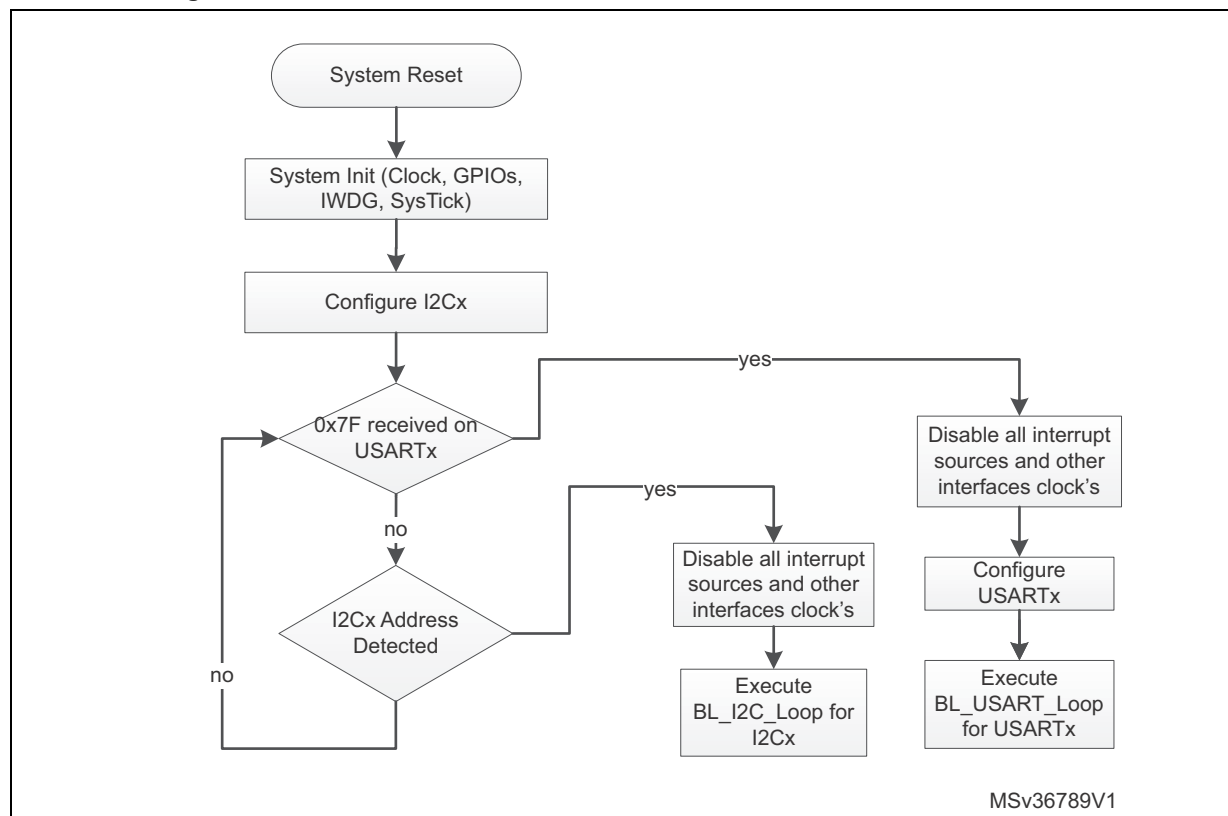 System Reset
System Init (Clock, GPIOs,
IWDG, SysTick)
Configure I2Cx
yes
0x7F received on
USARTx
Disable all interrupt
sources and other
interfaces clock's
yes
no
Disable all interrupt
sources and other
interfaces clock's
Configure
USARTx
I2Cx Address
Detected
no
Execute
BL_I2C_Loop for
I2Cx
Execute
BL_USART_Loop
for USARTx
MSv36789V1